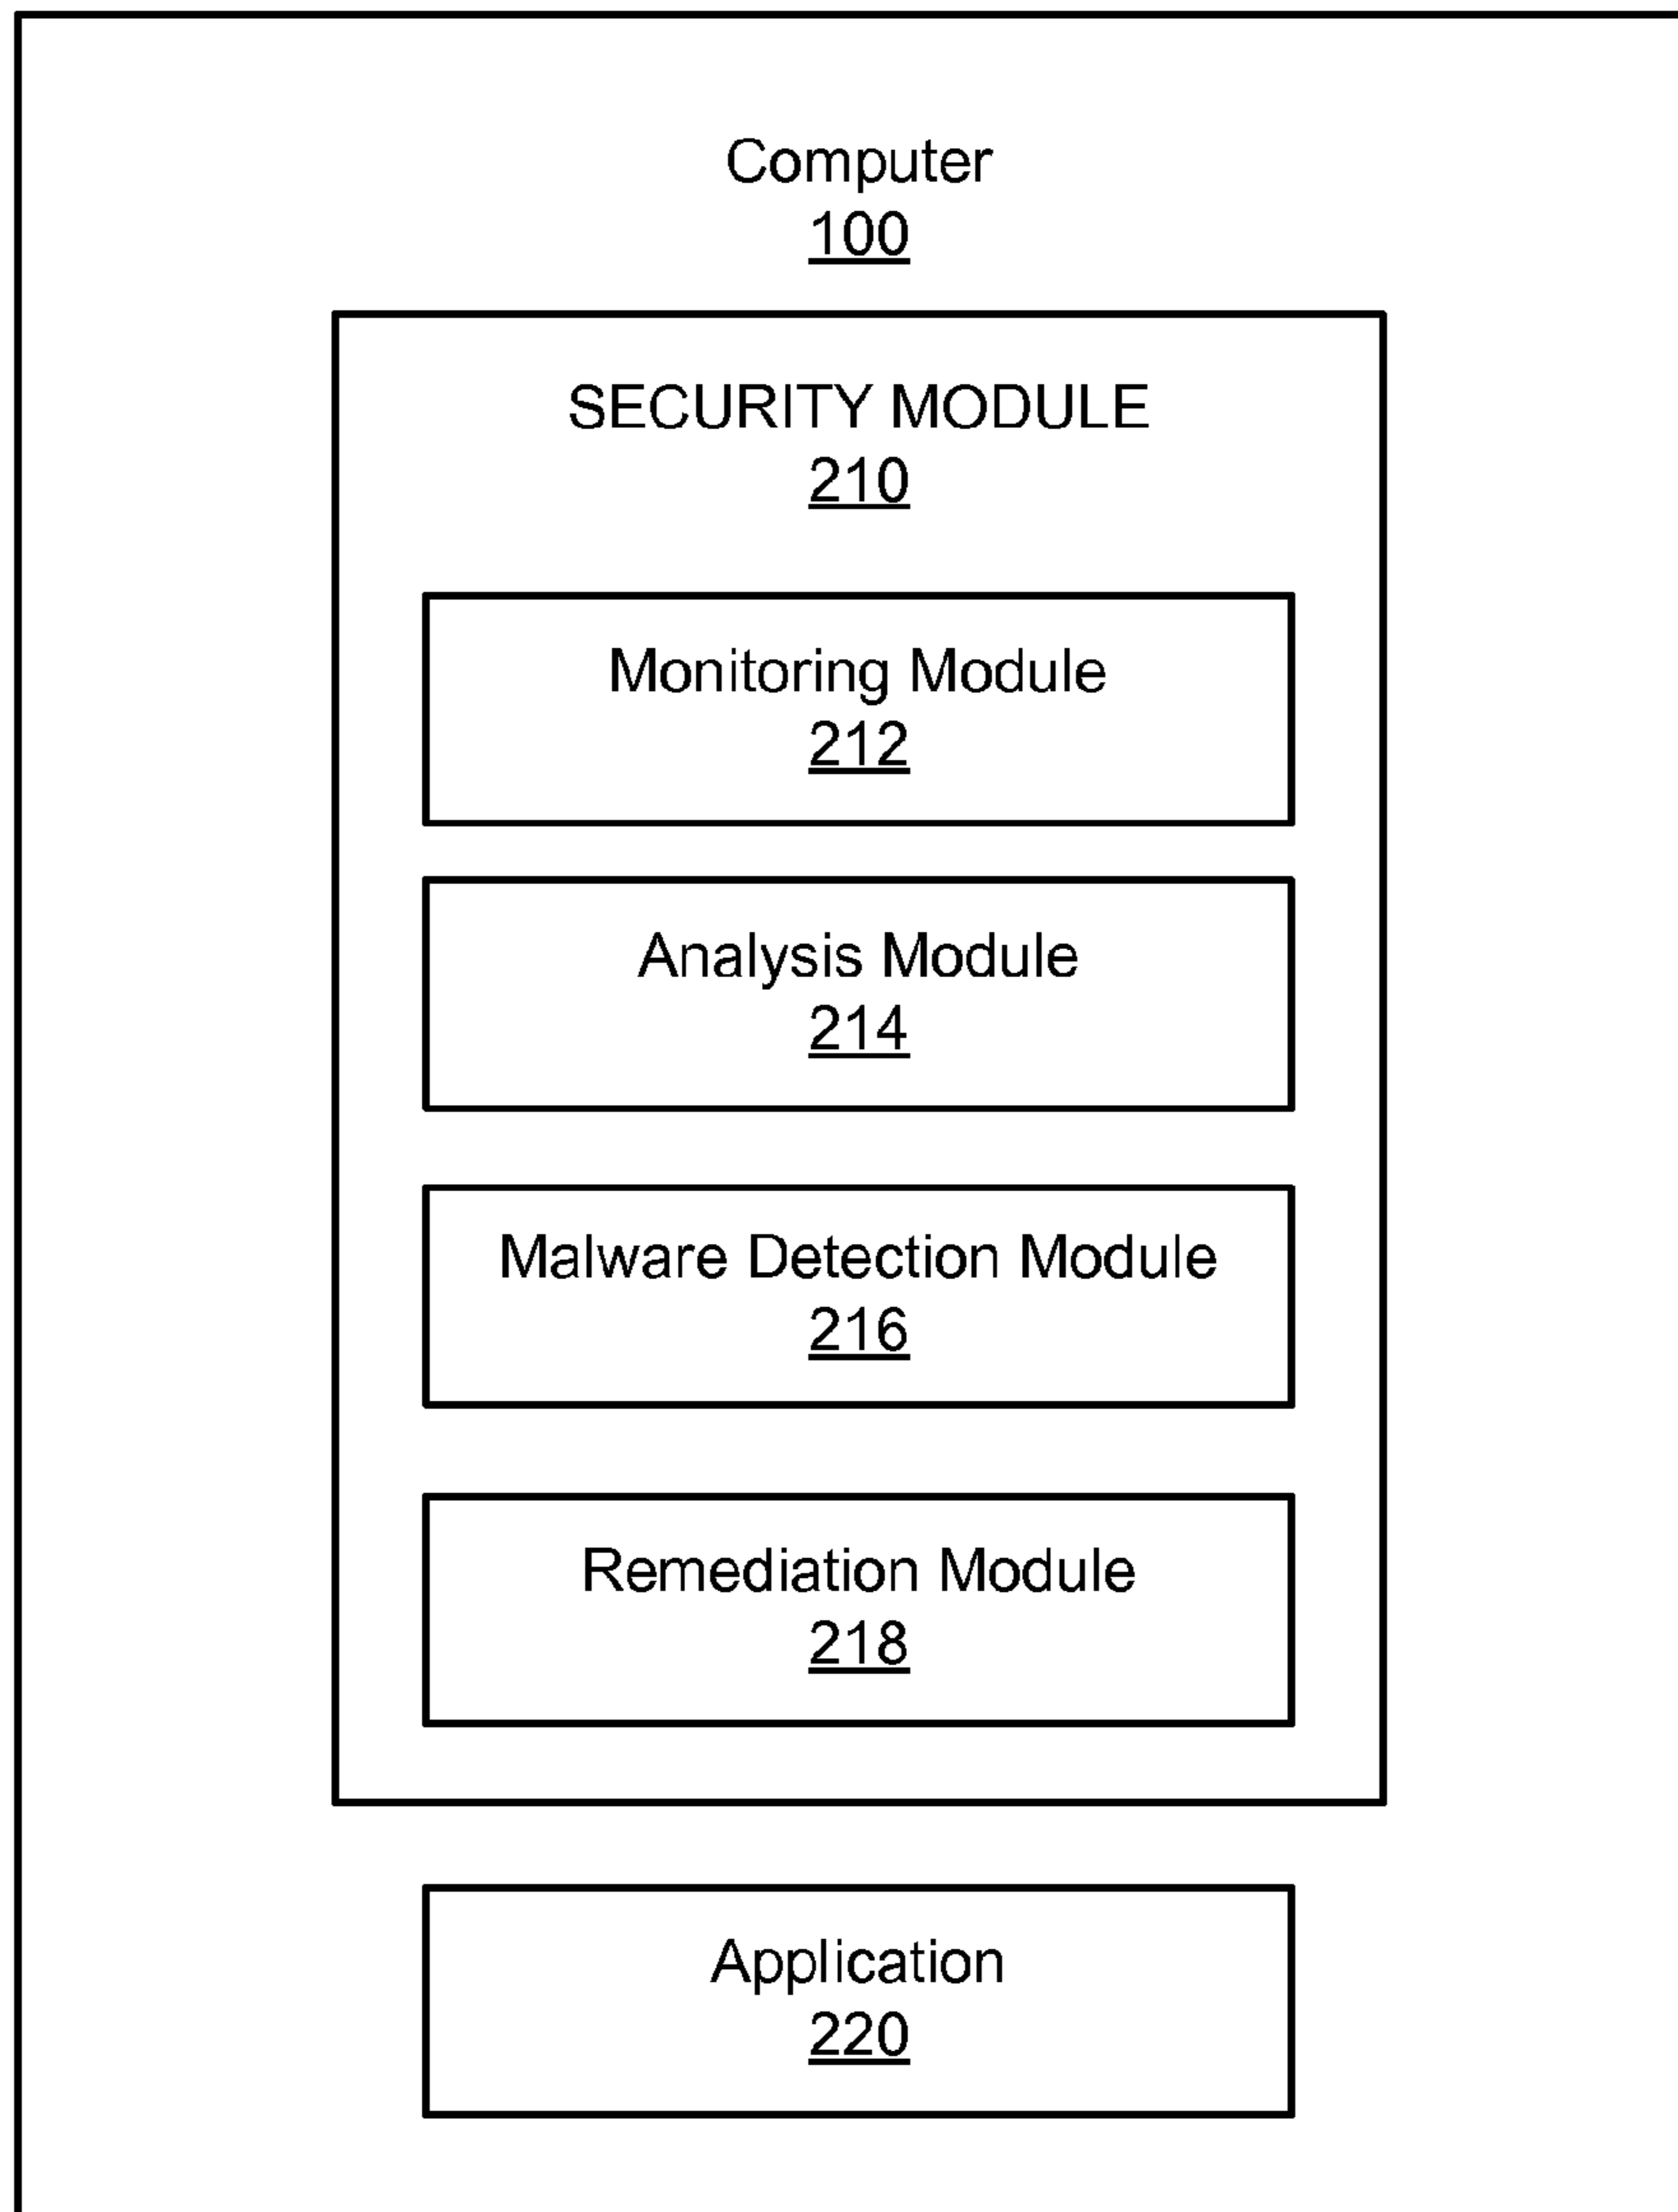 Computer
100
SECURITY MODULE
210
Monitoring Module
212
Analysis Module
214
Malware Detection Module
216
Remediation Module
218
Application
220